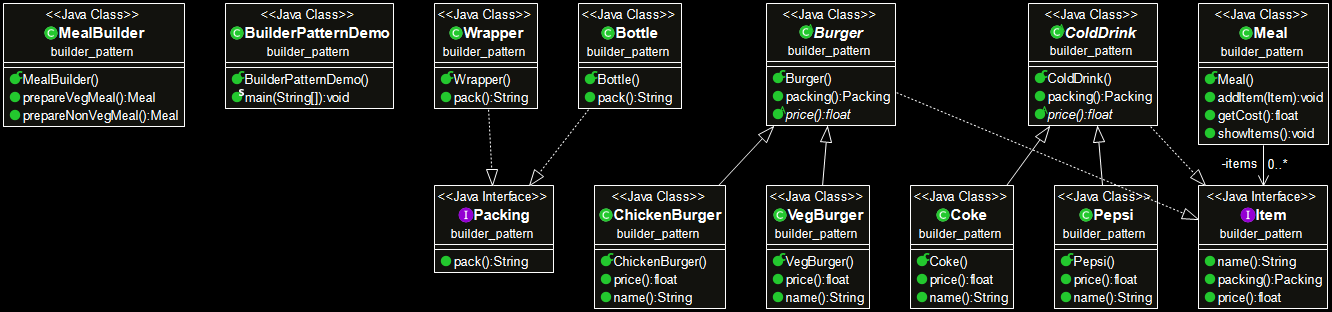 <<Java Class>>
MealBuilder
builder_pattern
MealBuilder()
prepareVegMeal():Meal
prepareNonVegMeal():Meal
<<Java Class>>
BuilderPatternDemo
builder_pattern
BuilderPatternDemo()
main(String[]):void
<<Java Class>>
Wrapper
builder_pattern
Wrapper()
pack():String
<<Java Class>>
Bottle
builder_pattern
Bottle()
pack():String
<<Java Class>>
Burger
builder_pattern
Burger()
packing():Packing
price():float
<<Java Class>>
ColdDrink
builder_pattern
ColdDrink()
packing():Packing
price():float
<<Java Class>>
Meal
builder_pattern
Meal()
addItem(Item):void
getCost():float
showItems():void
-items 0..*
<<Java Interface>>
Packing
builder_pattern
pack():String
<<Java Class>>
ChickenBurger
builder_pattern
ChickenBurger()
price():float
name():String
<<Java Class>>
VegBurger
builder_pattern
VegBurger()
price():float
name():String
<<Java Class>>
Coke
builder_pattern
Coke()
price():float
name():String
<<Java Class>>
Pepsi
builder_pattern
Pepsi()
price():float
name():String
<<Java Interface>>
Item
builder_pattern
name():String
packing():Packing
price():float